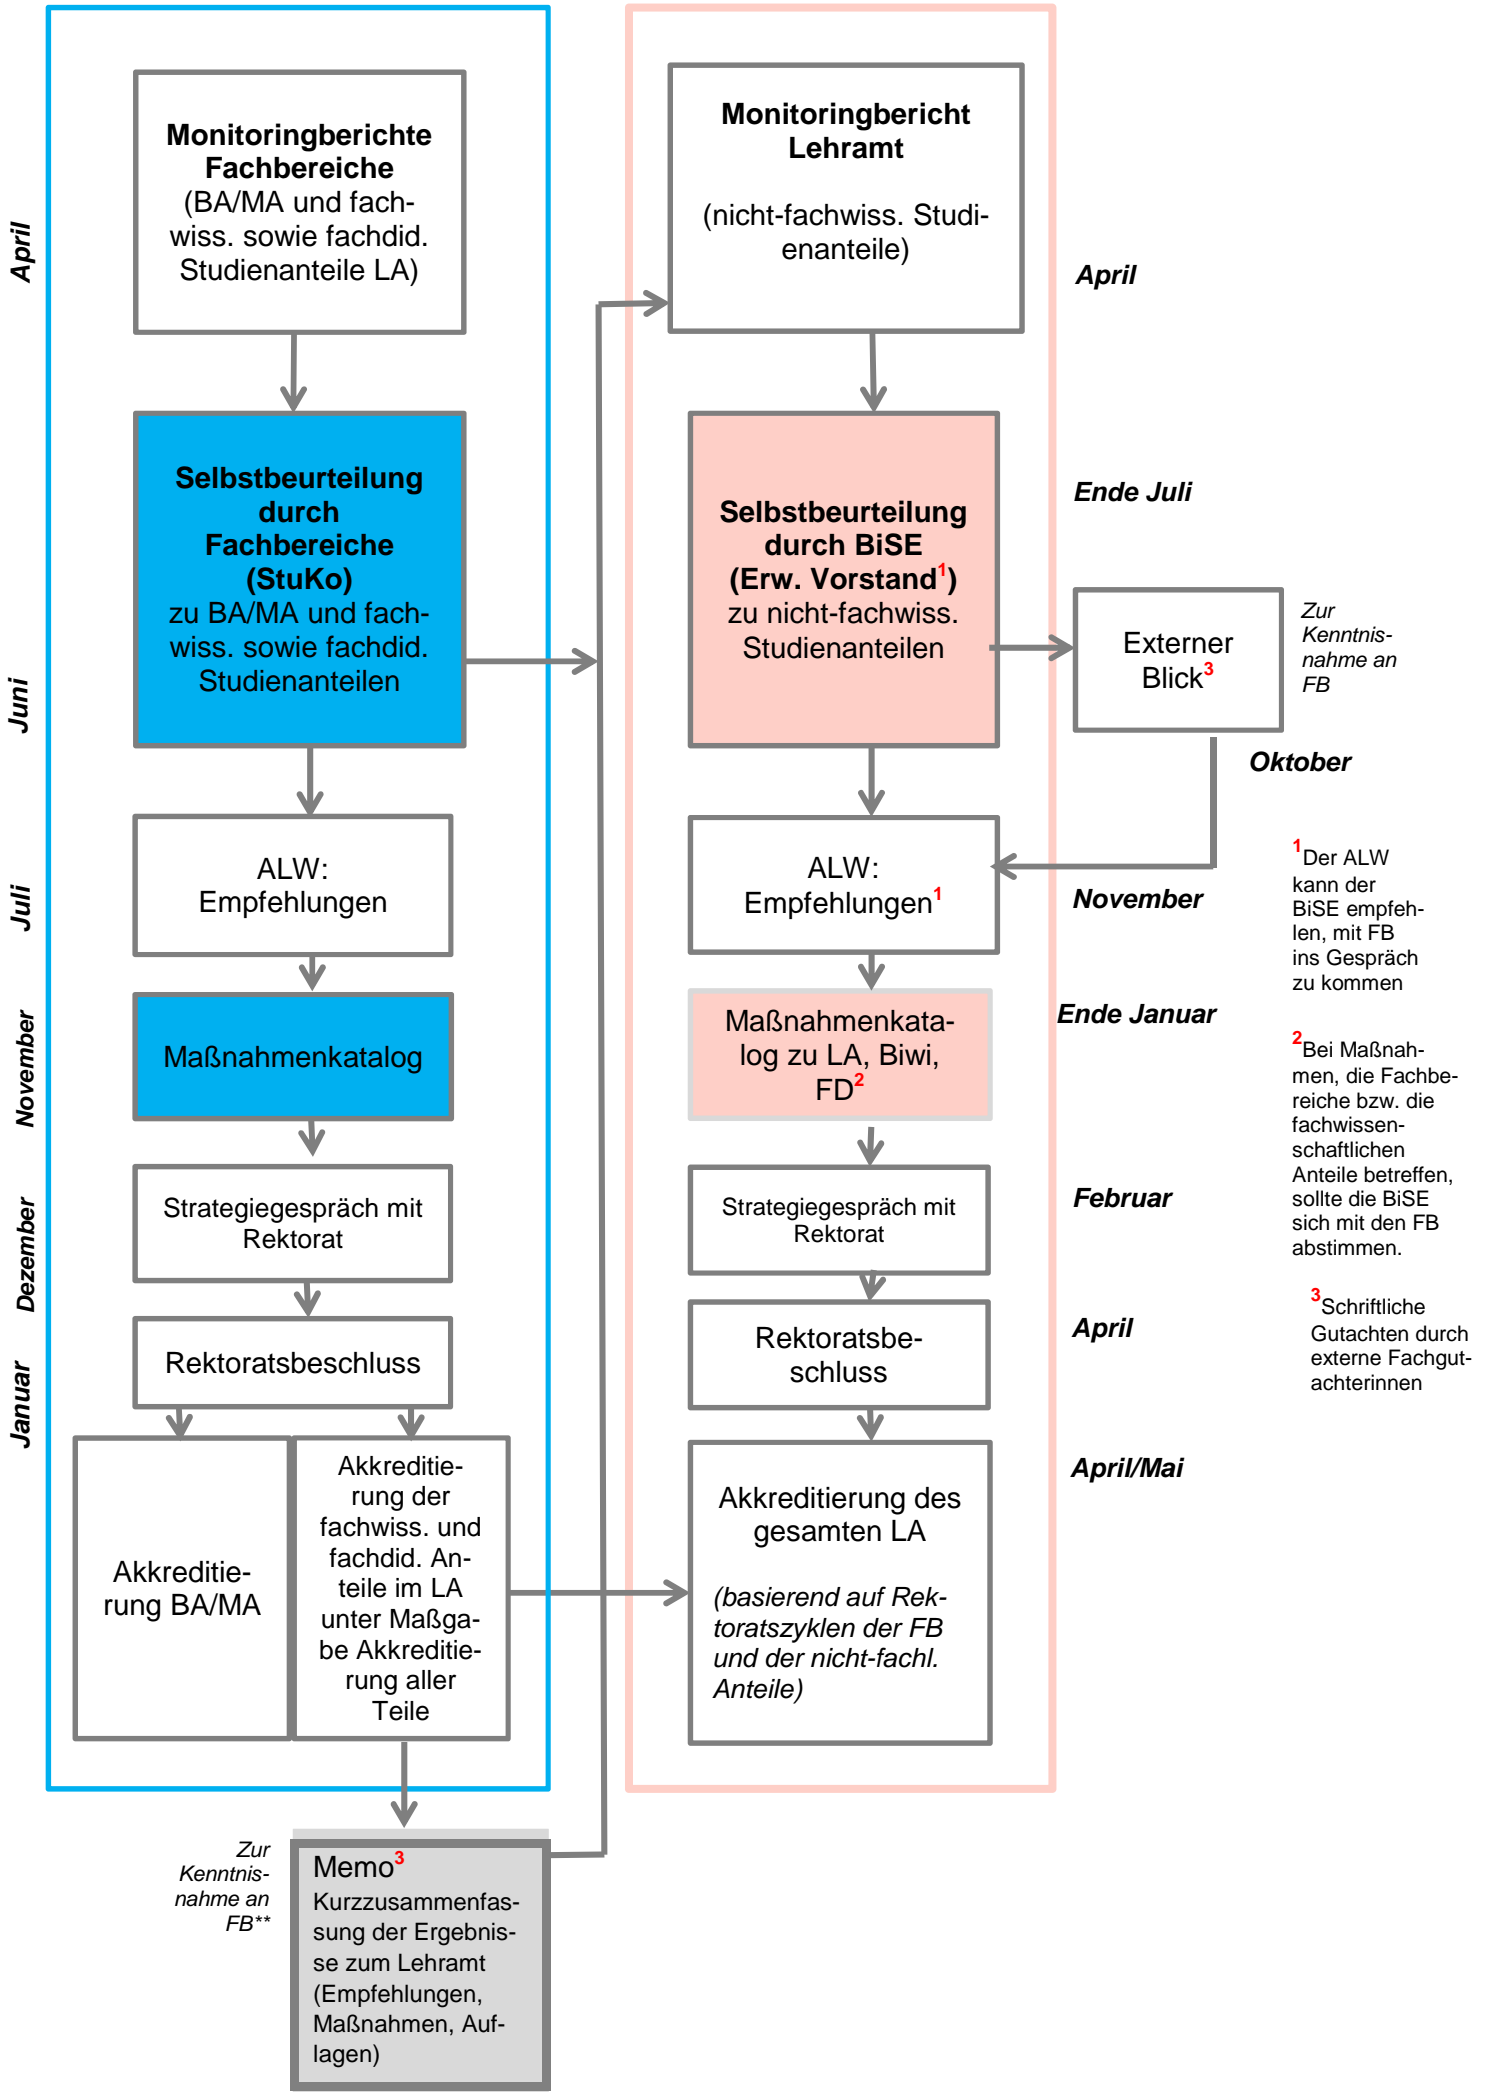 April
Monitoringberichte
Fachbereiche
(BA/MA und fach-
wiss. sowie fachdid.
Studienanteile LA)
Juni
Selbstbeurteilung
durch
Fachbereiche
(StuKo)
zu BA/MA und fach-
wiss. sowie fachdid.
Studienanteilen
Juli
ALW:
Empfehlungen
November
Maßnahmenkatalog
Dezember
Strategiegespräch mit
Rektorat
Januar
Rektoratsbeschluss
Akkreditie-
rung BA/MA
Akkreditie-
rung der
fachwiss. und
fachdid. An-
teile im LA
unter Maßga-
be Akkreditie-
rung aller
Teile
Zur
Kenntnis-
nahme an
FB**
Memo3
Kurzzusammenfas-
sung der Ergebnis-
se zum Lehramt
(Empfehlungen,
Maßnahmen, Auf-
lagen)
Monitoringbericht
Lehramt
(nicht-fachwiss. Studi-
enanteile)
April
Selbstbeurteilung
durch BiSE
(Erw. Vorstand1)
zu nicht-fachwiss.
Studienanteilen
Ende Juli
Externer
Blick3
Zur
Kenntnis-
nahme an
FB
Oktober
ALW:
Empfehlungen1
November
Maßnahmenkata-
log zu LA, Biwi,
FD2
Ende Januar
Strategiegespräch mit
Rektorat
Februar
Rektoratsbe-
schluss
April
Akkreditierung des
gesamten LA
(basierend auf Rek-
toratszyklen der FB
und der nicht-fachl.
Anteile)
April/Mai
1Der ALW
kann der
BiSE empfeh-
len, mit FB
ins Gespräch
zu kommen
2Bei Maßnah-
men, die Fachbe-
reiche bzw. die
fachwissen-
schaftlichen
Anteile betreffen,
sollte die BiSE
sich mit den FB
abstimmen.
3Schriftliche
Gutachten durch
externe Fachgut-
achterinnen